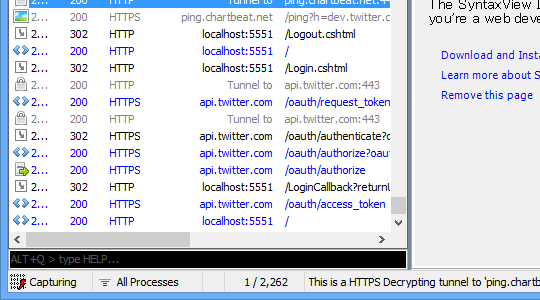 2... 200 HTTP Tunnel to ping.chartbeat.net:4
2... 200 HTTPS ping.chartbeat.net /ping?h=dev.twitter.c
2... 302 HTTP localhost:5551 /Logout.cshtml
2... 200 HTTP localhost:5551 /
2... 302 HTTP localhost:5551 /Login.cshtml
2... 200 HTTP Tunnel to api.twitter.com:443
2... 200 HTTPS api.twitter.com /oauth/request_token
2... 200 HTTP Tunnel to api.twitter.com:443
2... 302 HTTPS api.twitter.com /oauth/authenticate?o
2... 200 HTTPS api.twitter.com /oauth/authorize?oau
2... 200 HTTPS api.twitter.com /oauth/authorize
2... 302 HTTP localhost:5551 /LoginCallback?returnU
2... 200 HTTPS api.twitter.com /oauth/access_token
2... 200 HTTP localhost:5551 /
ALT+Q > type HELP...
Capturing All Processes 1 / 2,262 This is a HTTPS Decrypting tunnel to 'ping.chartb
The SyntaxView I
you're a web deve
Download and Insta
Learn more about S
Remove this page